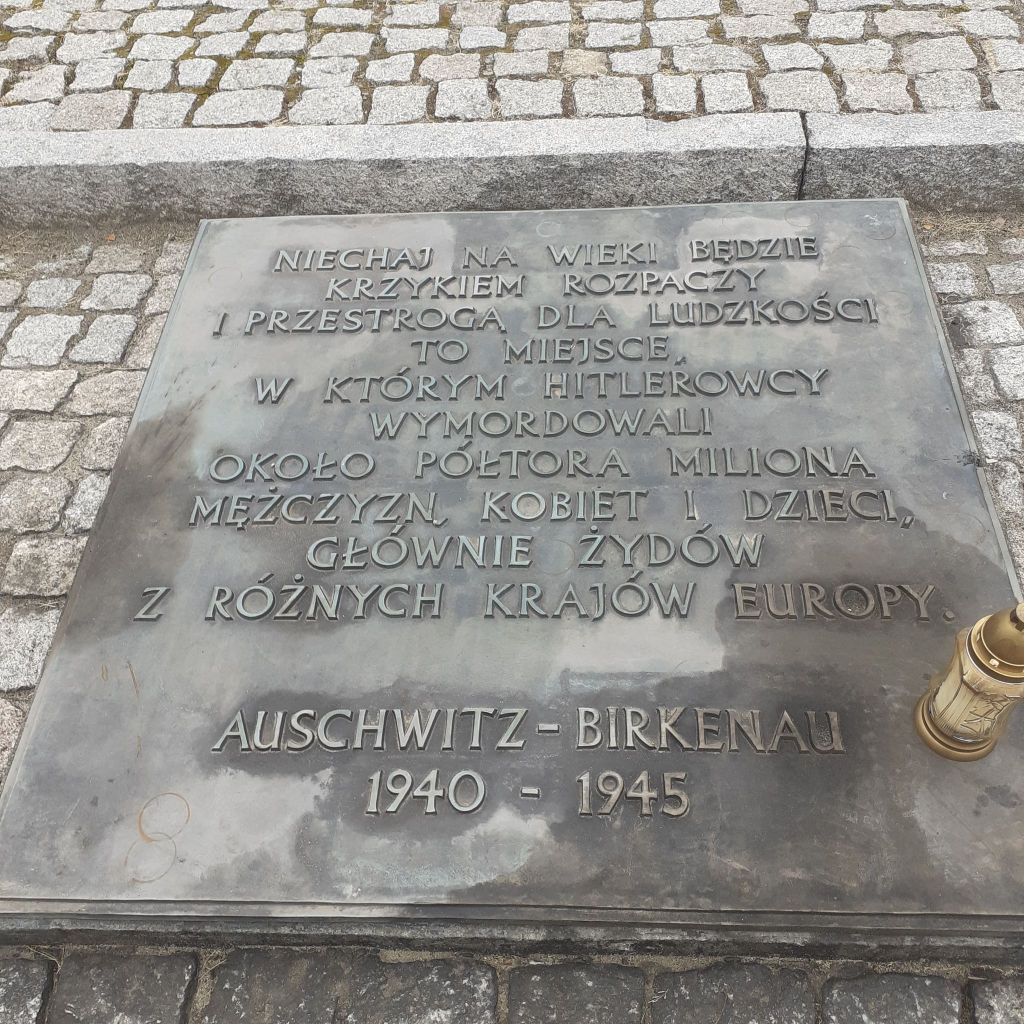 NIECHAJ NA WIEKI BĘDZIE
KRZYKIEM ROZPACZY
I PRZESTROGĄ DLA LUDZKOŚCI
TO MIEJSCE,
W KTÓRYM HITLEROWCY
WYMORDOWALI
OKOŁO PÓŁTORA MILIONA
MĘŻCZYZN, KOBIET I DZIECI,
GŁÓWNIE ŻYDÓW
Z RÓŻNYCH KRAJÓW EUROPY.
AUSCHWITZ - BIRKENAU
1940 - 1945